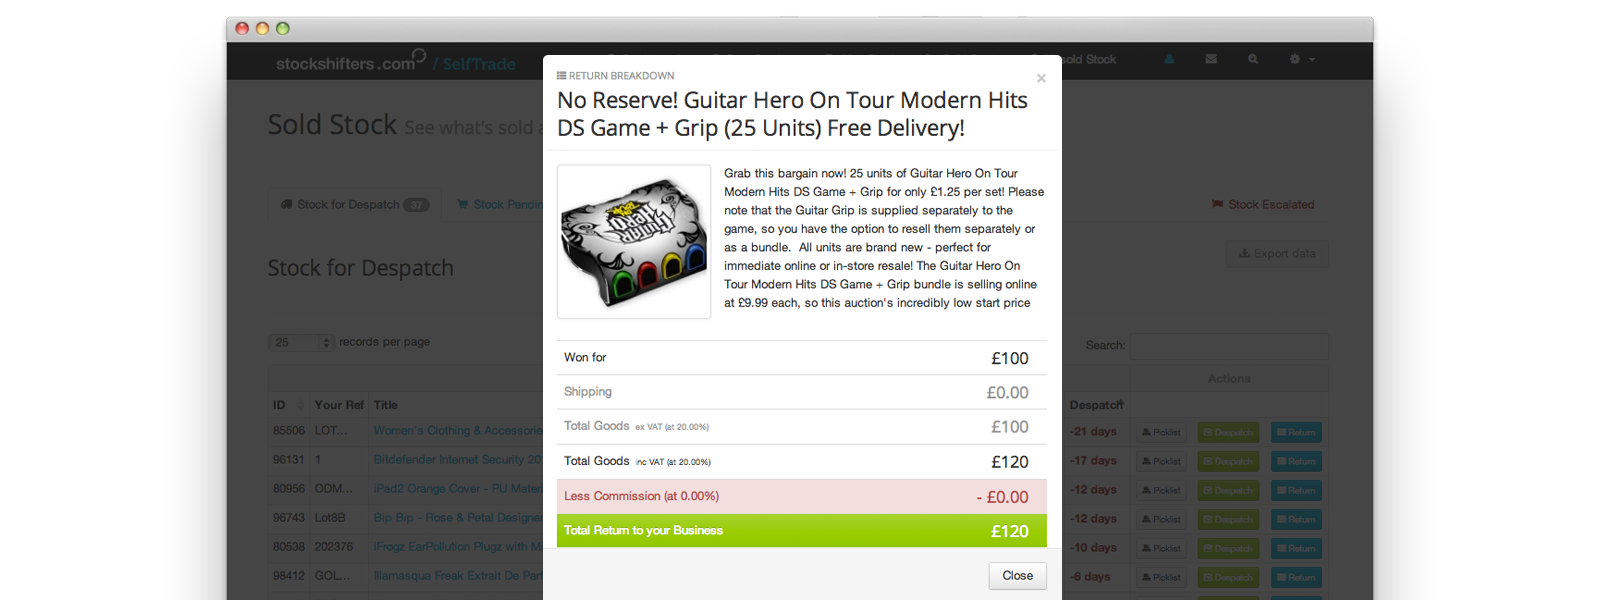 stockshifters.com / SelfTrade
sold Stock
RETURN BREAKDOWN
×
No Reserve! Guitar Hero On Tour Modern Hits
DS Game + Grip (25 Units) Free Delivery!
Sold Stock See what's sold a
Stock for Despatch 37
Stock Pendin
Stock Escalated
Stock for Despatch
Export data
GUITAR
HERO
Grab this bargain now! 25 units of Guitar Hero On Tour
Modern Hits DS Game + Grip for only £1.25 per set! Please
note that the Guitar Grip is supplied separately to the
game, so you have the option to resell them separately or
as a bundle. All units are brand new - perfect for
immediate online or in-store resale! The Guitar Hero On
Tour Modern Hits DS Game + Grip bundle is selling online
at £9.99 each, so this auction's incredibly low start price
25 records per page
Search:
Won for £100
Shipping £0.00
Total Goods ex VAT (at 20.00%) £100
Total Goods inc VAT (at 20.00%) £120
Less Commission (at 0.00%) - £0.00
Total Return to your Business £120
Close
Actions
ID Your Ref Title Despatch
85506 LOT... Women's Clothing & Accessorie -21 days Picklist Despatch Return
96131 1 Bitdefender Internet Security 20 -17 days Picklist Despatch Return
80956 ODM... iPad2 Orange Cover - PU Materi -12 days Picklist Despatch Return
96743 Lot8B Bip Bip - Rose & Petal Designer -12 days Picklist Despatch Return
80538 202376 iFrogz EarPollution Plugz with M -10 days Picklist Despatch Return
98412 GOL... Illamasqua Freak Extrait De Parf -6 days Picklist Despatch Return